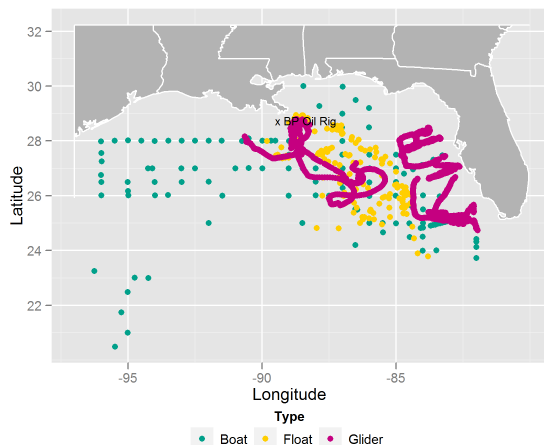 32
30
28
26
24
22
x BP Oil Rig
Latitude
-95
-90
-85
Longitude
Type
Boat Float Glider